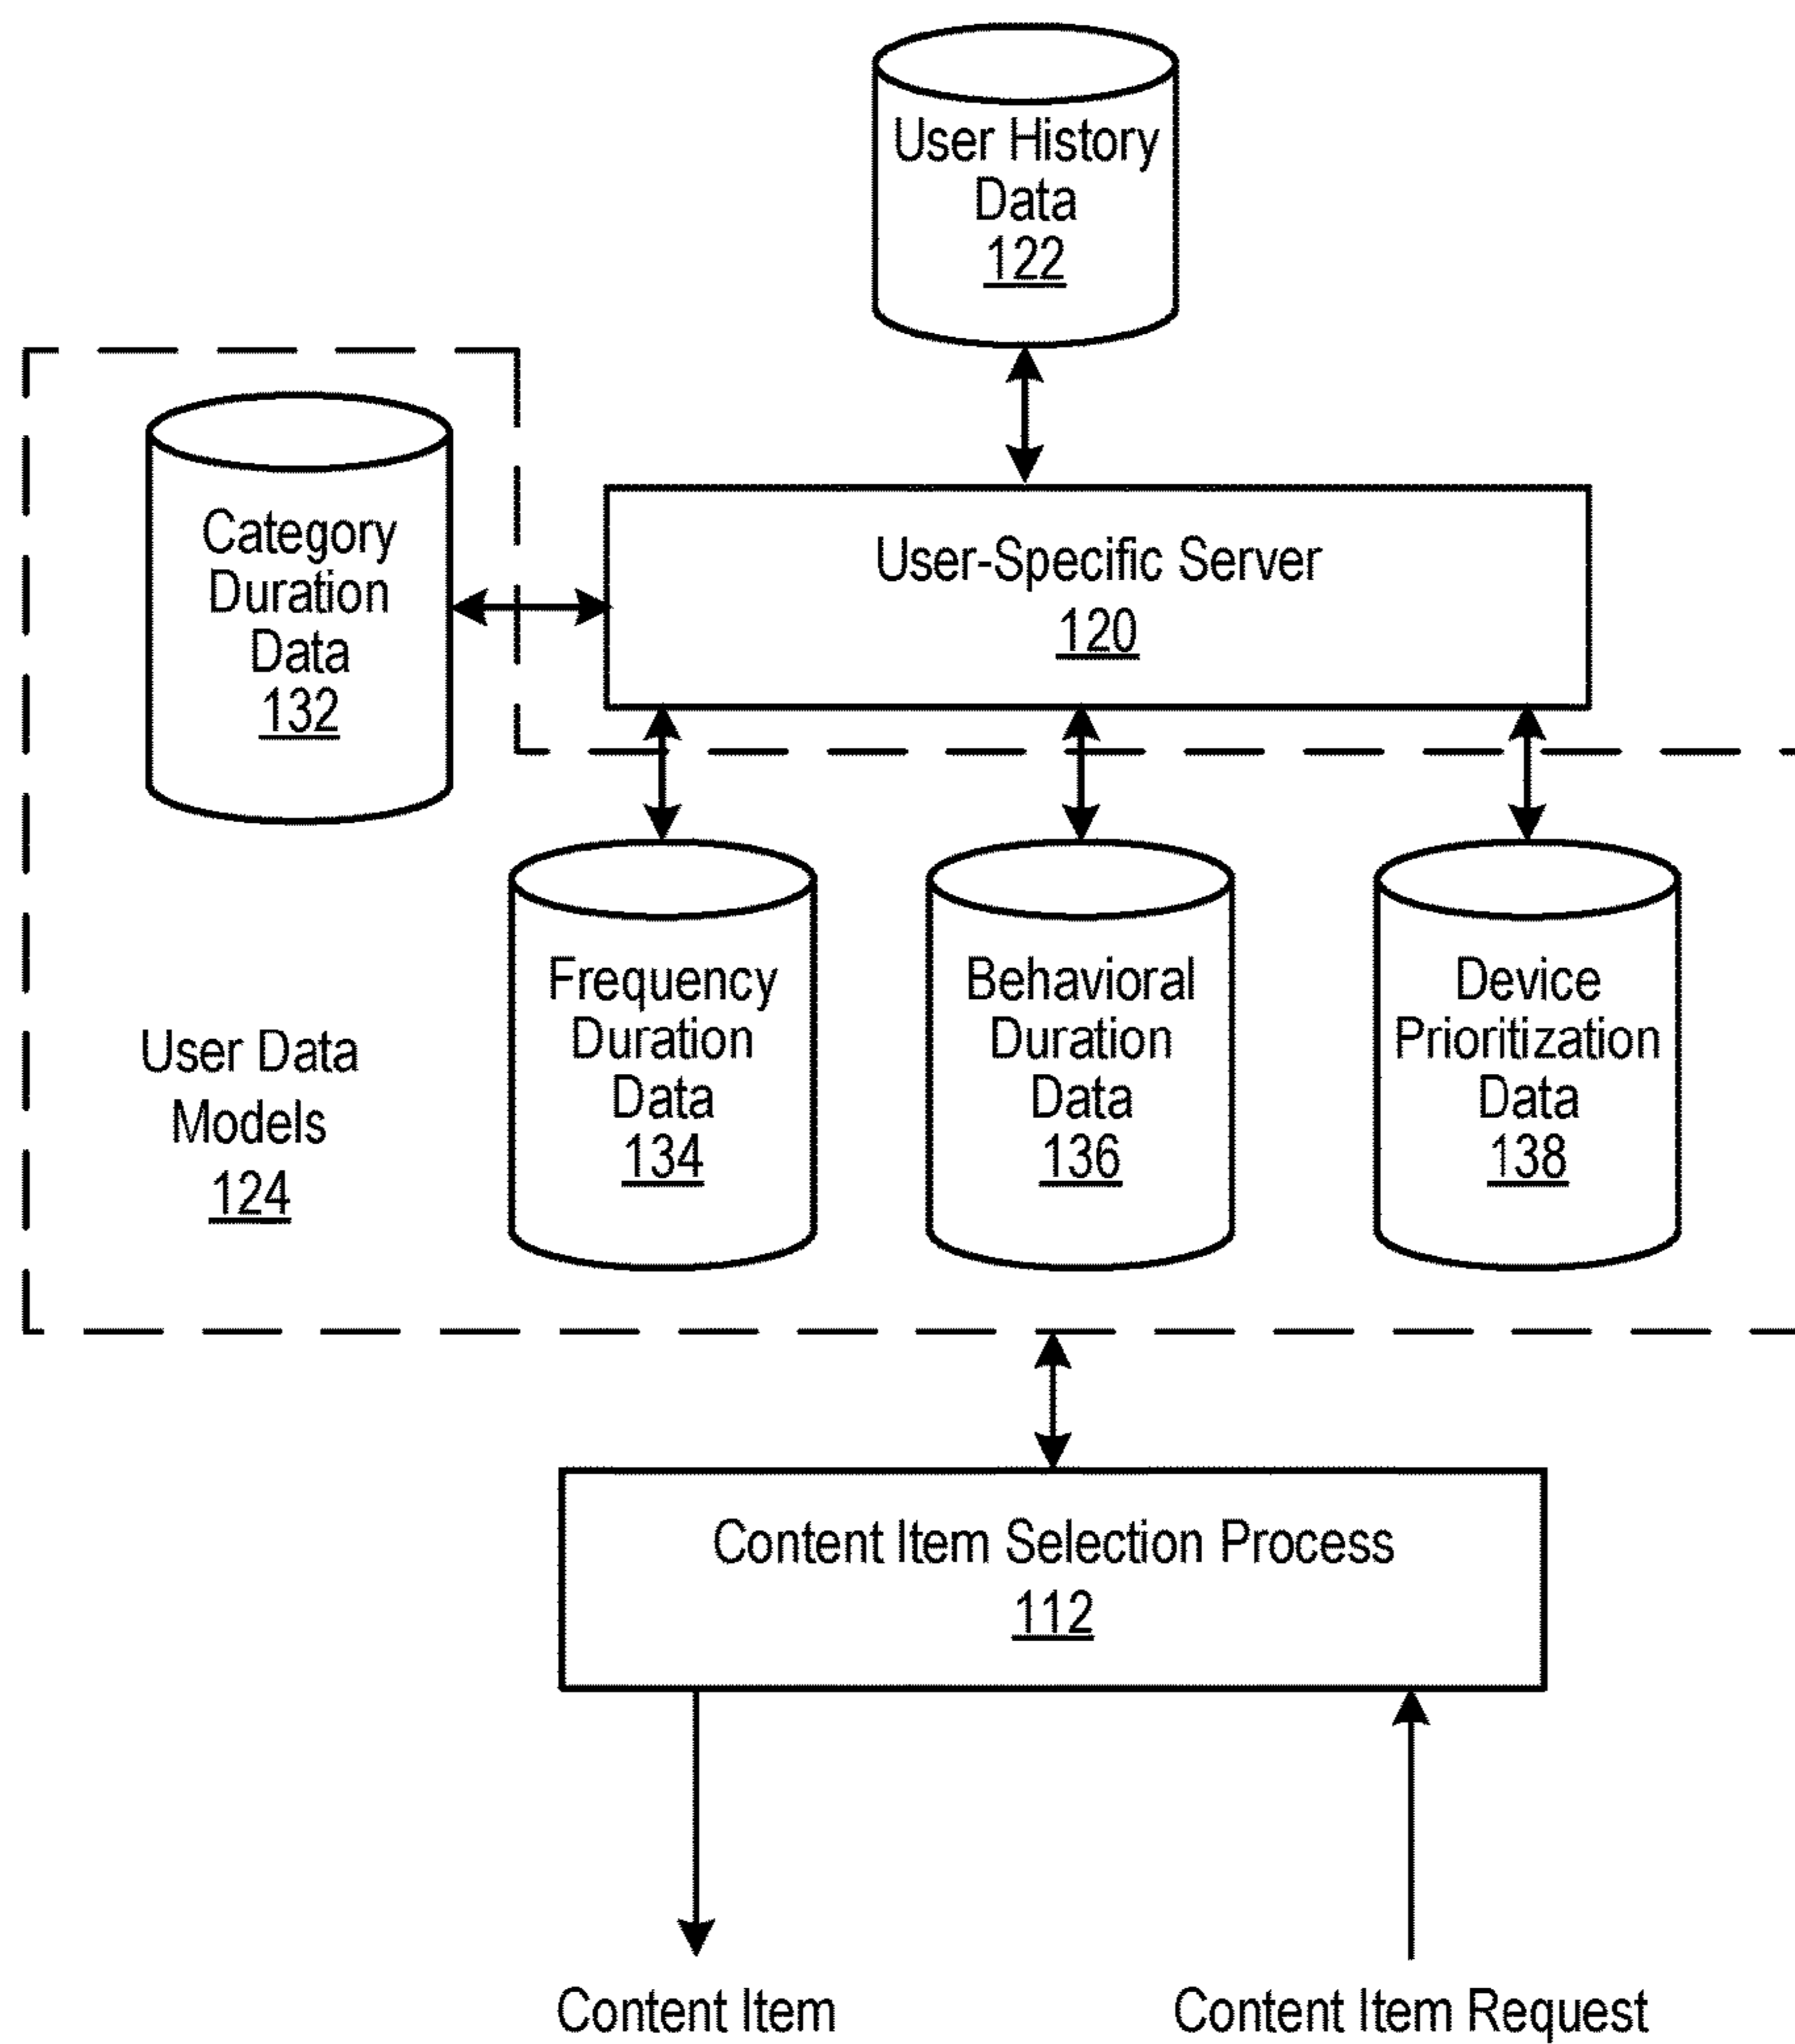 User History
Data
122
Category
Duration
Data
132
User-Specific Server
120
User Data
Models
124
Frequency
Duration
Data
134
Behavioral
Duration
Data
136
Device
Prioritization
Data
138
Content Item Selection Process
112
Content Item
Content Item Request